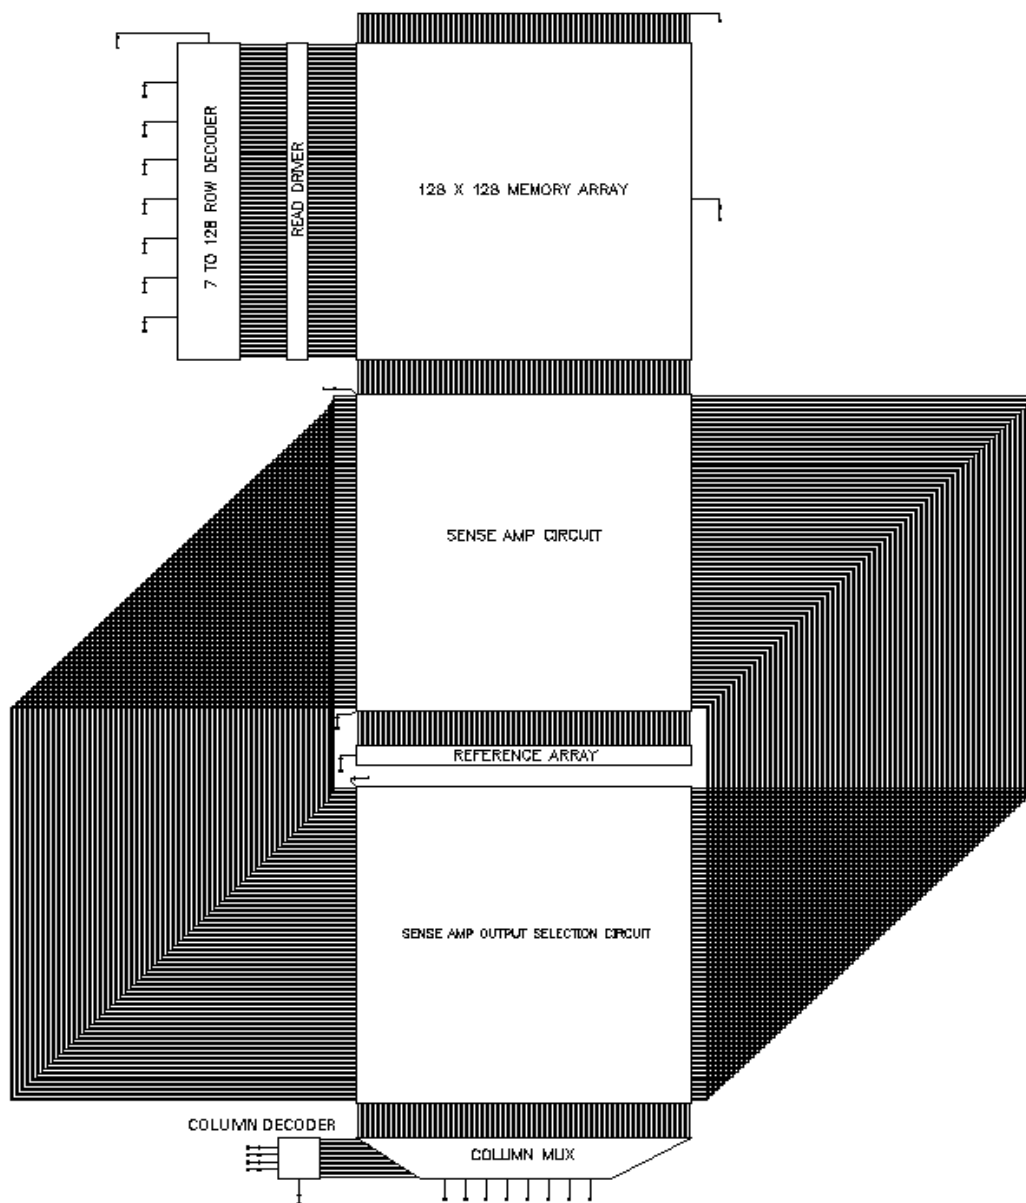 7 TO 128 ROW DECODER
READ DRIVER
128 X 128 MEMORY ARRAY
SENSE AMP CIRCUIT
REFERENCE ARRAY
SENSE AMP OUTPUT SELECTION CIRCUIT
COLUMN DECODER
COLUMN MUX